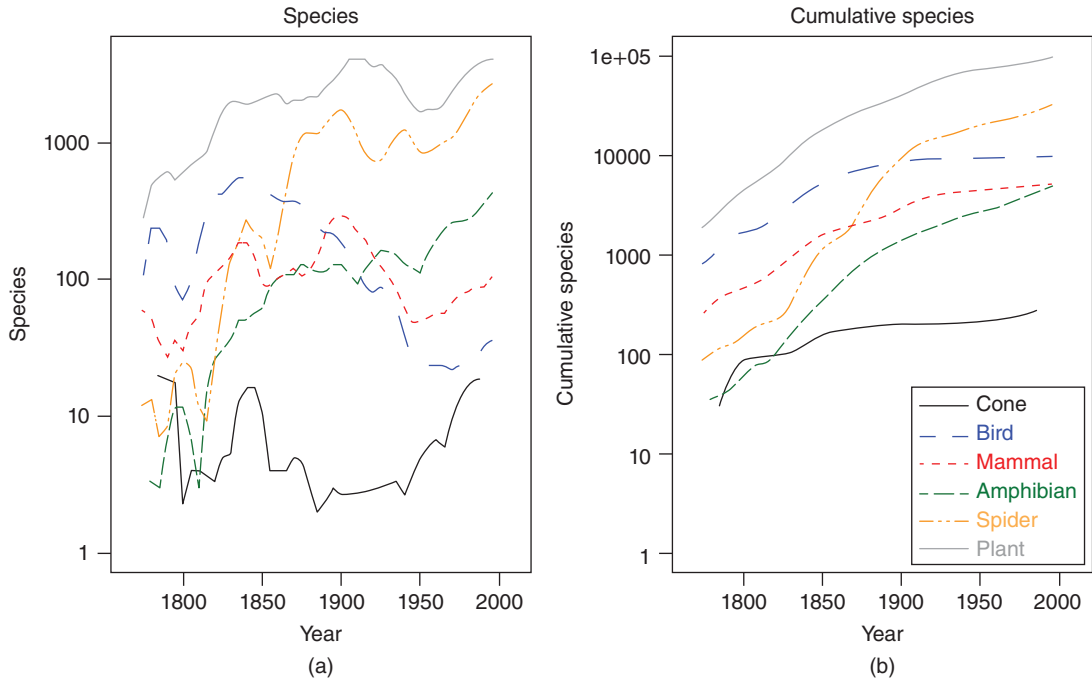 Species
Species
1000
100
10
1
1800 1850 1900 1950 2000
Year
(a)
Cumulative species
Cumulative species
1e+05
10000
1000
100
10
1
1800 1850 1900 1950 2000
Year
(b)
Cone
Bird
Mammal
Amphibian
Spider
Plant